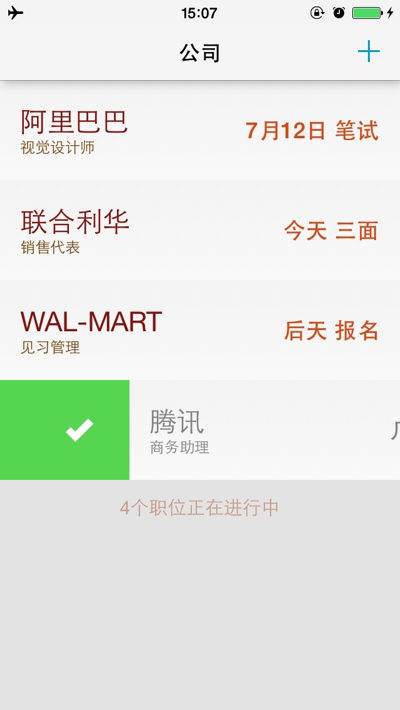 15:07
公司
阿里巴巴
视觉设计师
7月12日 笔试
联合利华
销售代表
今天 三面
WAL-MART
见习管理
后天 报名
腾讯
商务助理
4个职位正在进行中